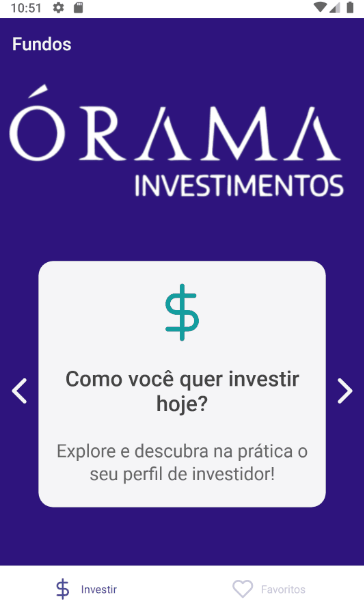 10:51
Fundos
ÓRAMA
INVESTIMENTOS
Como você quer investir
hoje?
Explore e descubra na prática o
seu perfil de investidor!
Investir
Favoritos